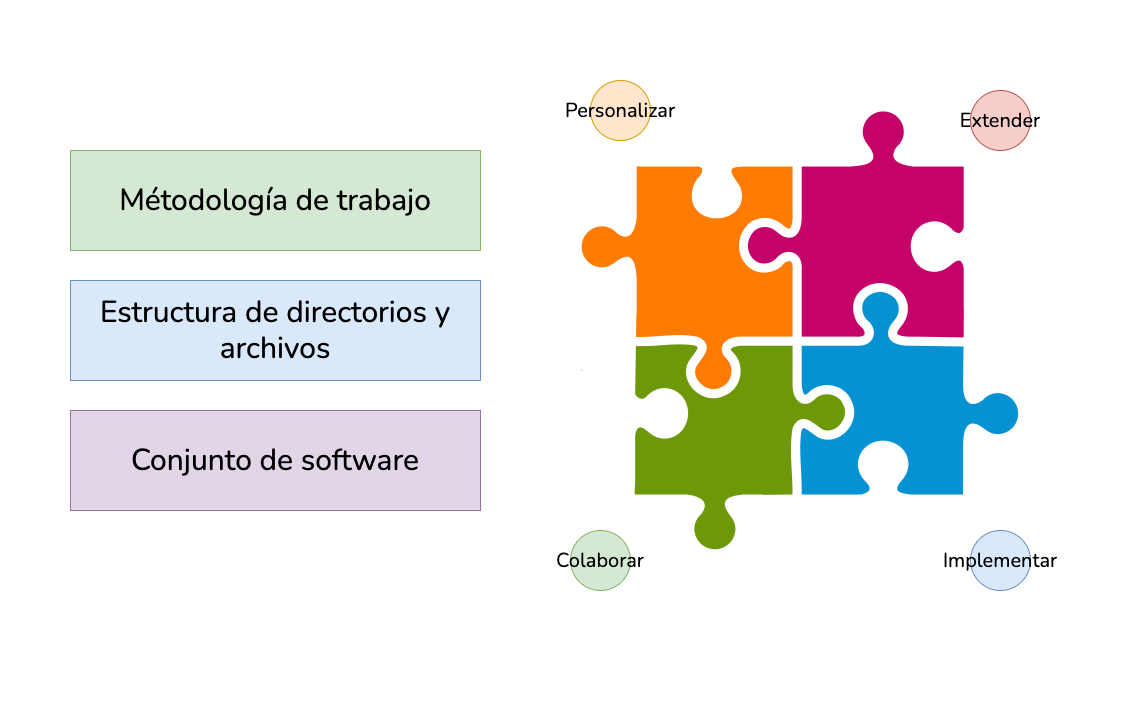 Métodología de trabajo
Estructura de directorios y
archivos
Conjunto de software
Personalizar
Extender
Colaborar
Implementar